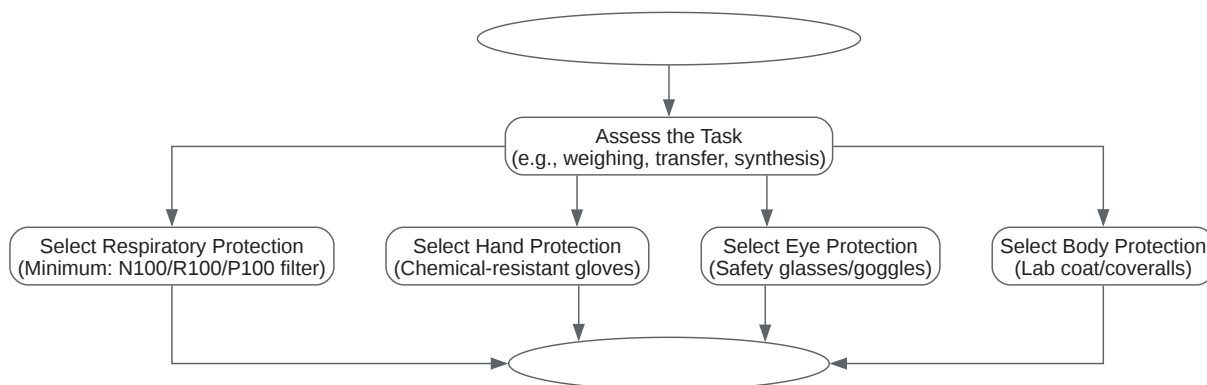 Assess the Task
(e.g., weighing, transfer, synthesis)
Select Respiratory Protection
(Minimum: N100/R100/P100 filter)
Select Hand Protection
(Chemical-resistant gloves)
Select Eye Protection
(Safety glasses/goggles)
Select Body Protection
(Lab coat/coveralls)